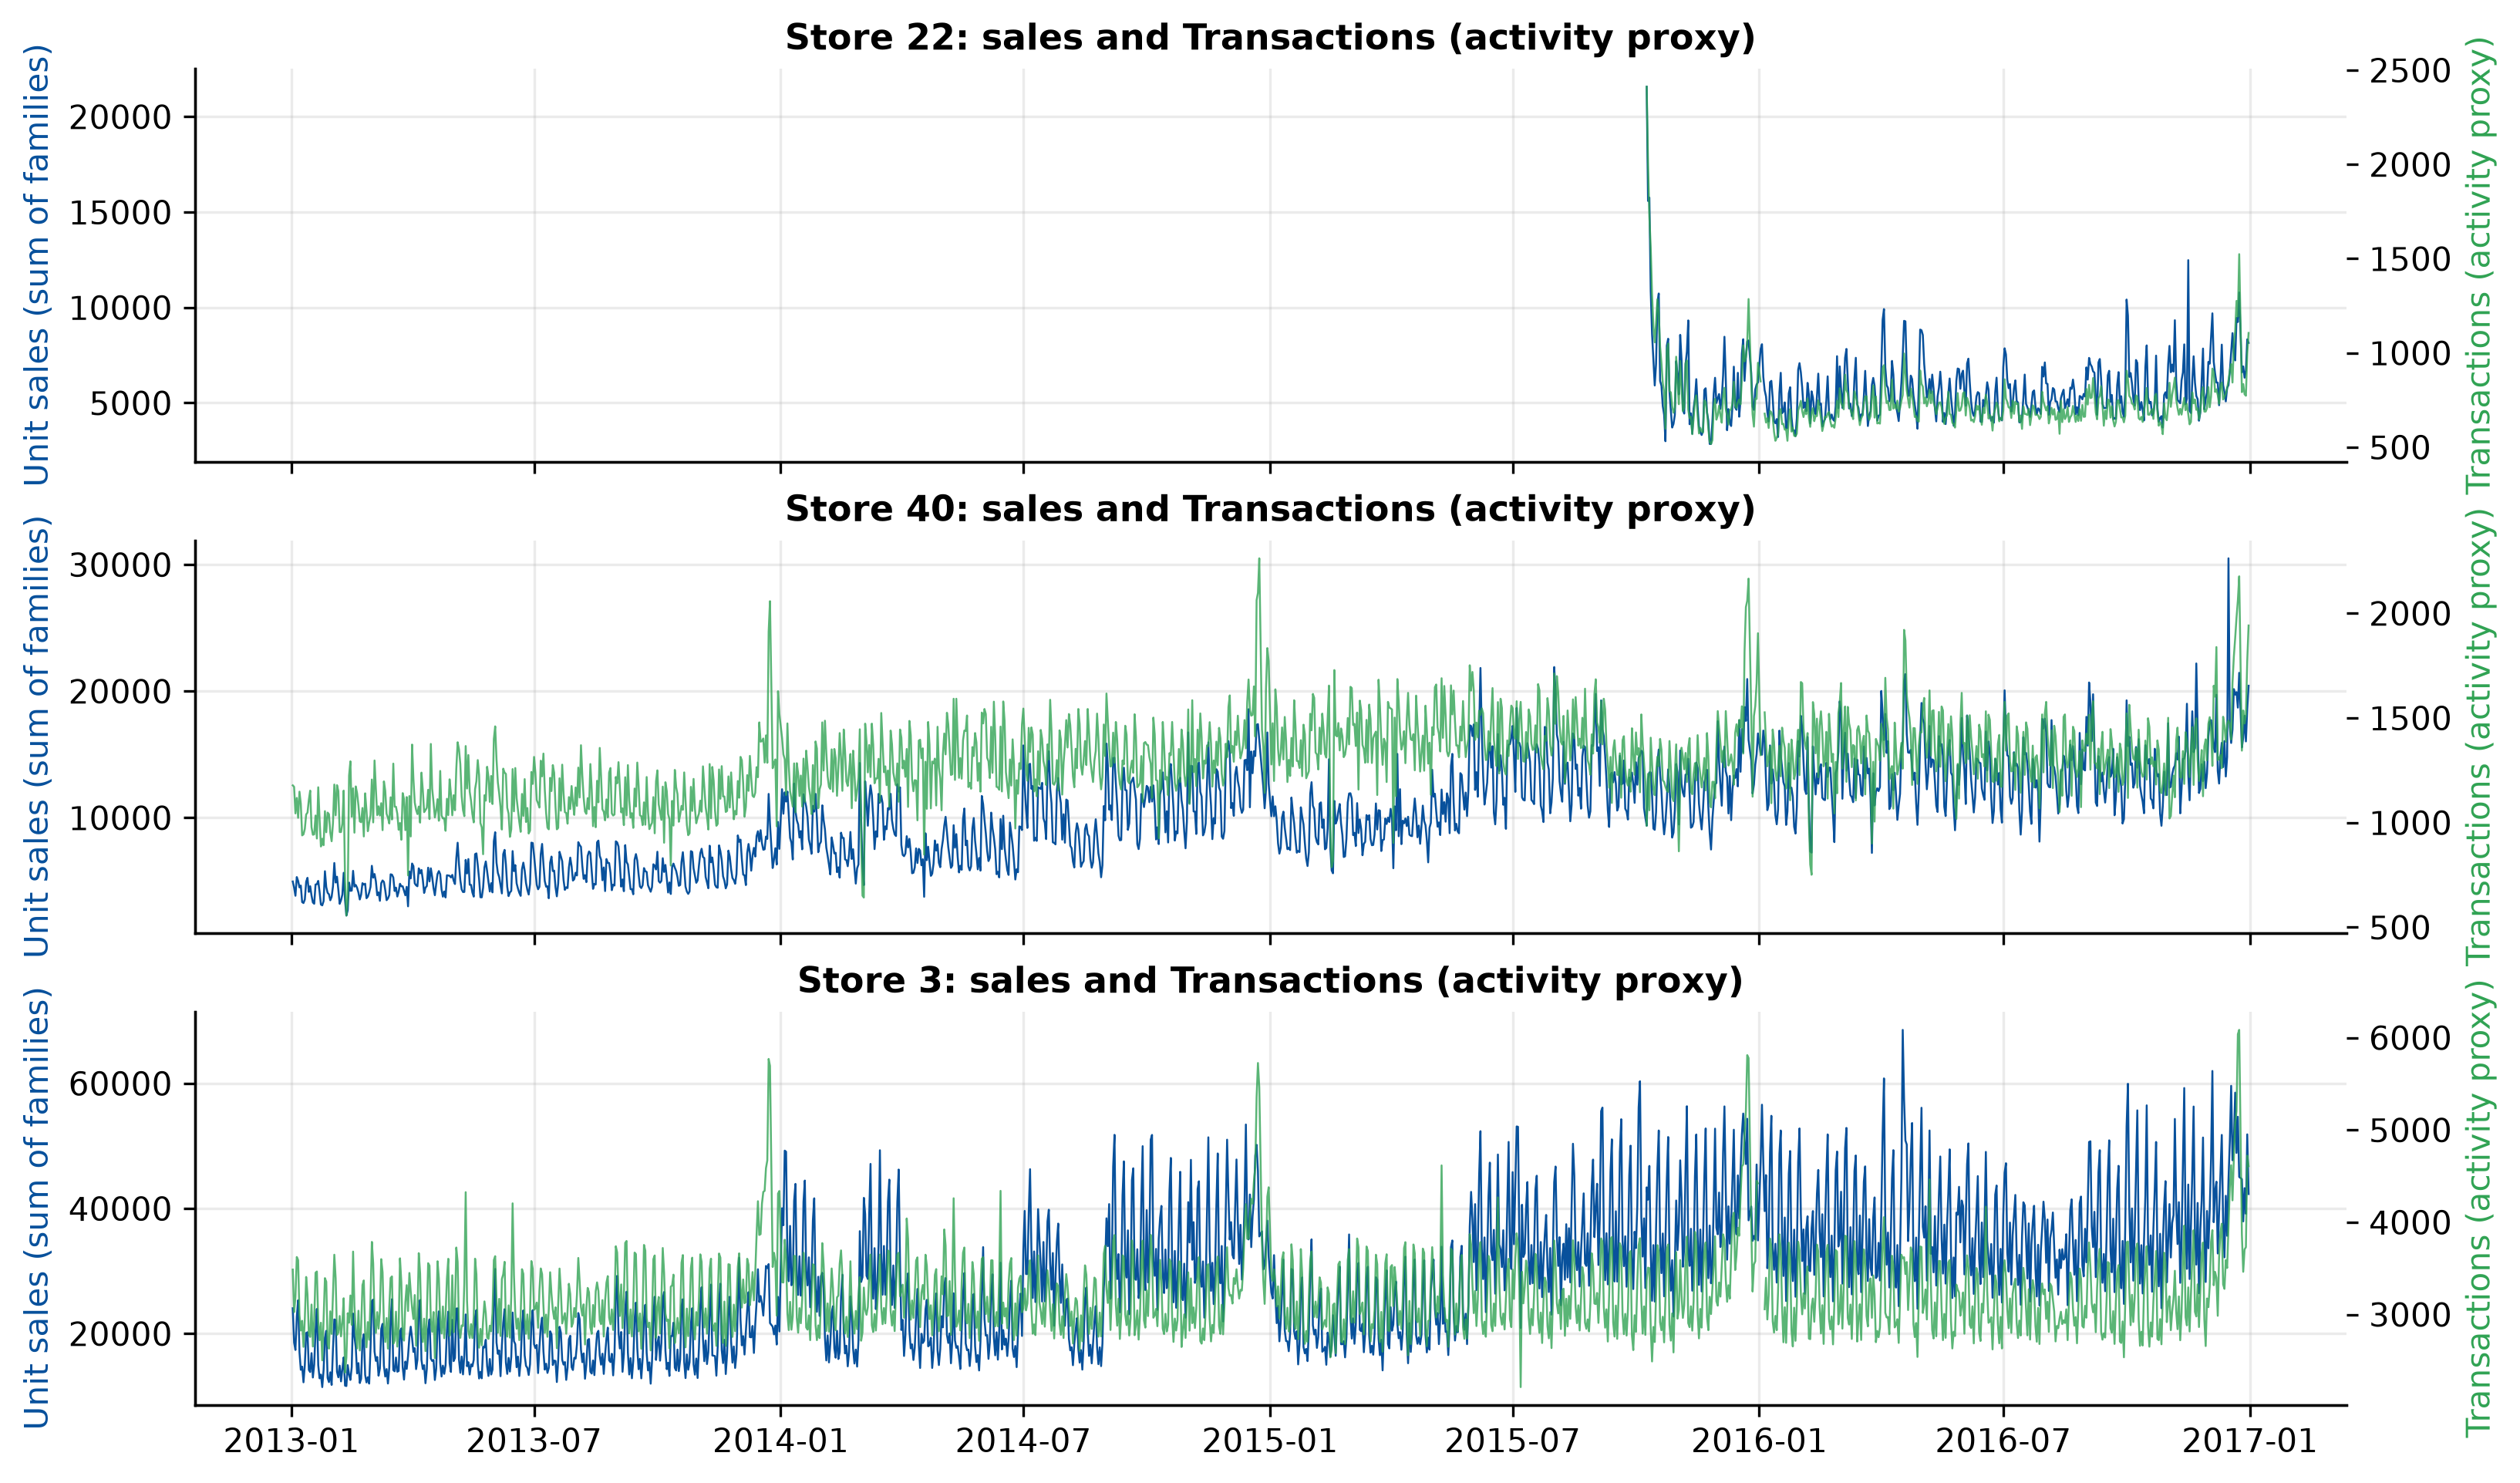 Store 22: sales and Transactions (activity proxy)
Unit sales (sum of families)
20000
15000
10000
5000
2500
2000
1500
1000
500
Transactions (activity proxy)
Store 40: sales and Transactions (activity proxy)
Unit sales (sum of families)
30000
20000
10000
2000
1500
1000
500
Transactions (activity proxy)
Store 3: sales and Transactions (activity proxy)
Unit sales (sum of families)
60000
40000
20000
6000
5000
4000
3000
Transactions (activity proxy)
2013-01 2013-07 2014-01 2014-07 2015-01 2015-07 2016-01 2016-07 2017-01